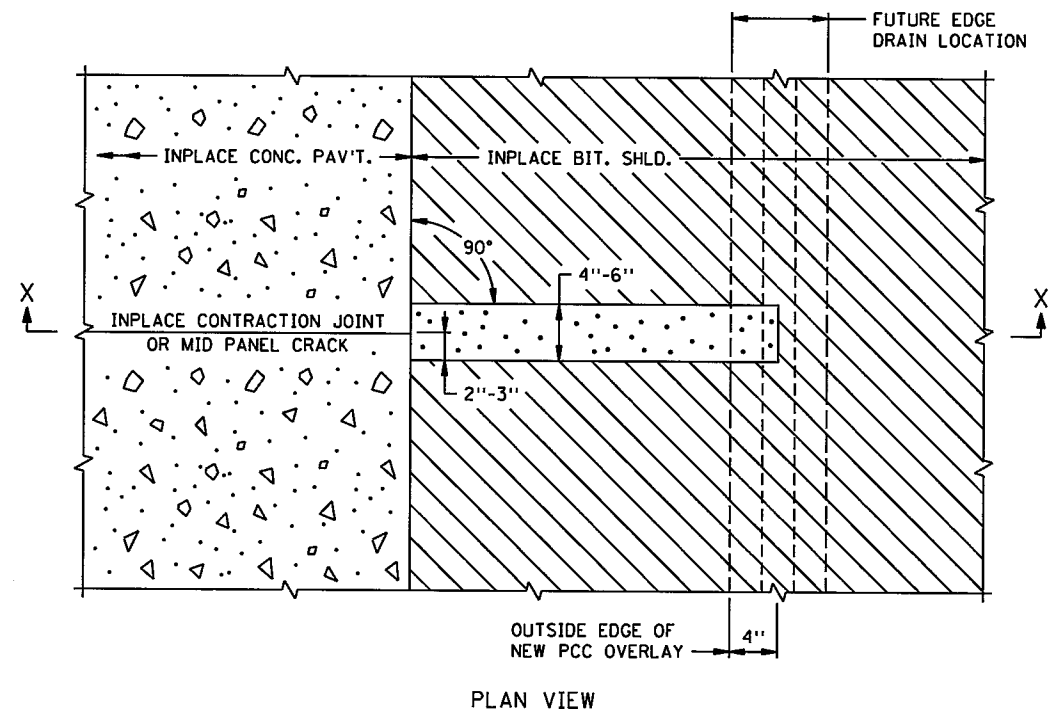 FUTURE EDGE
DRAIN LOCATION
INPLACE CONC. PAV'T.
INPLACE BIT. SHLD.
90°
4"-6"
X
X
INPLACE CONTRACTION JOINT
OR MID PANEL CRACK
2"-3"
OUTSIDE EDGE OF
NEW PCC OVERLAY
4"
PLAN VIEW